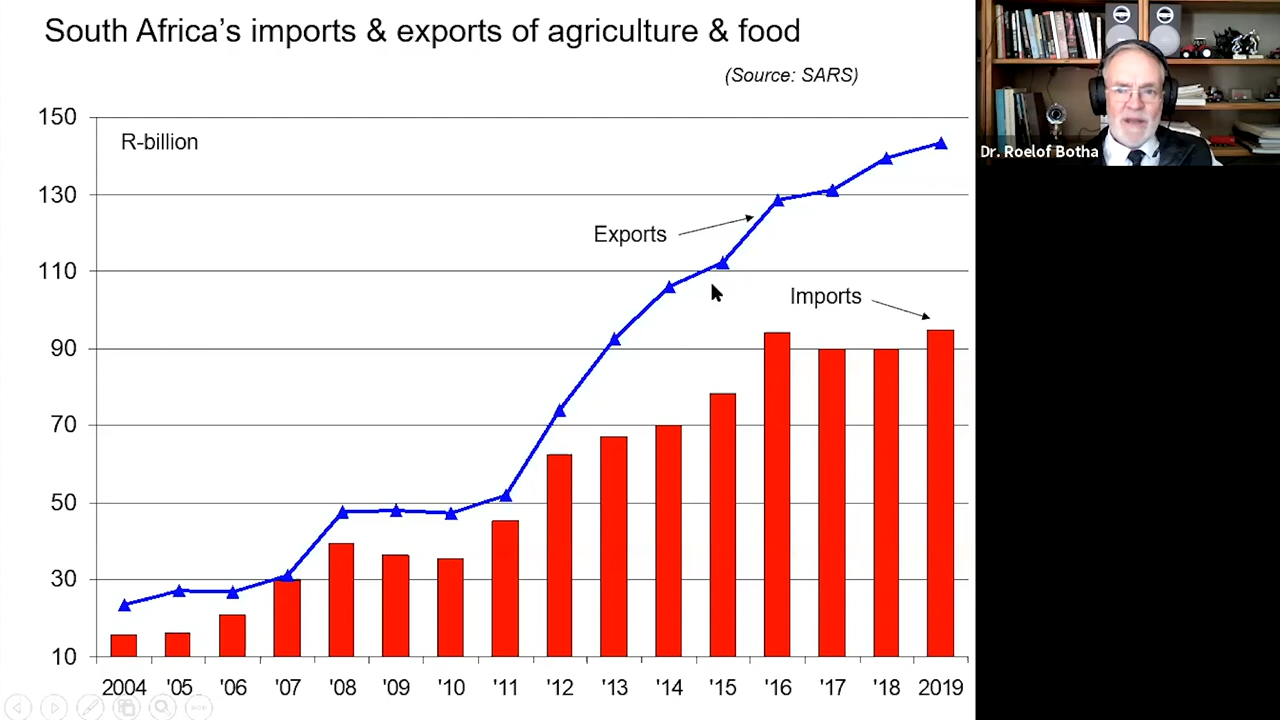 South Africa's imports & exports of agriculture & food
(Source: SARS)
Dr. Roelof Botha
150
R-billion
130
Exports
110
Imports
90
70
50
30
10
2004 '05 '06 '07 '08 '09 '10 '11 '12 '13 '14 '15 '16 '17 '18 2019